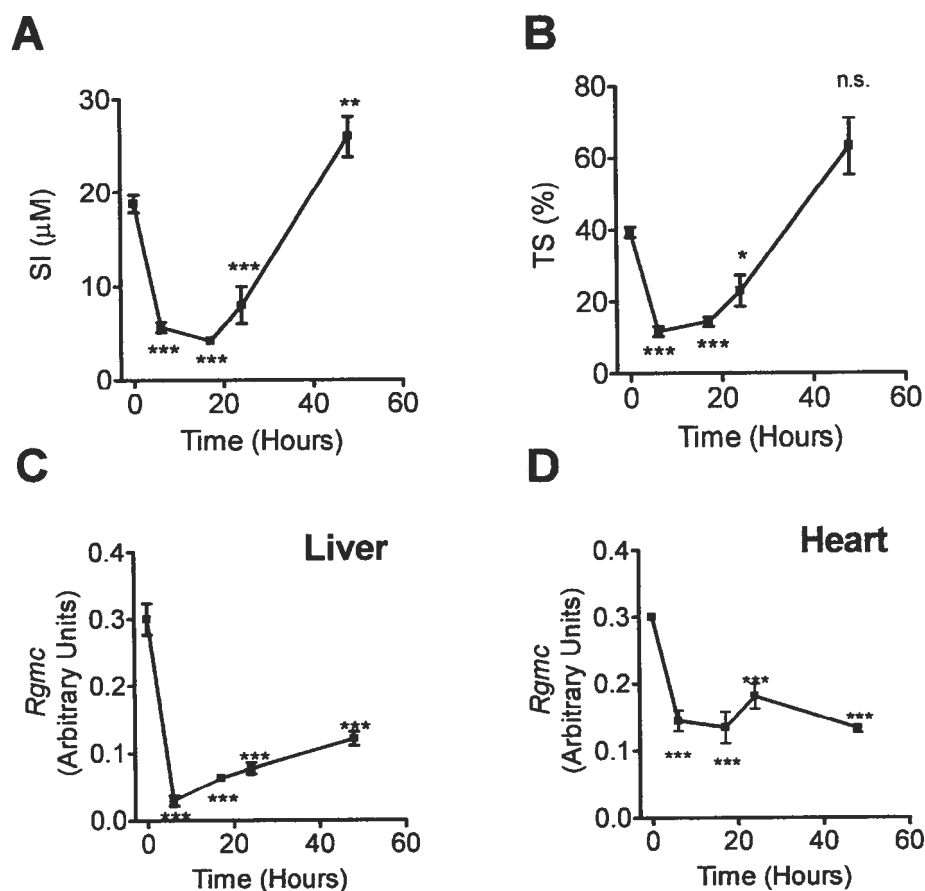 A
SI (μM)
30
20
10
0
**
***
***
***
0 20 40 60
Time (Hours)
B
TS (%)
80
60
40
20
0
n.s.
*
***
***
0 20 40 60
Time (Hours)
C
Liver
Rgmc
(Arbitrary Units)
0.4
0.3
0.2
0.1
0.0
***
***
***
***
0 20 40 60
Time (Hours)
D
Heart
Rgmc
(Arbitrary Units)
0.4
0.3
0.2
0.1
0.0
***
***
***
***
0 20 40 60
Time (Hours)